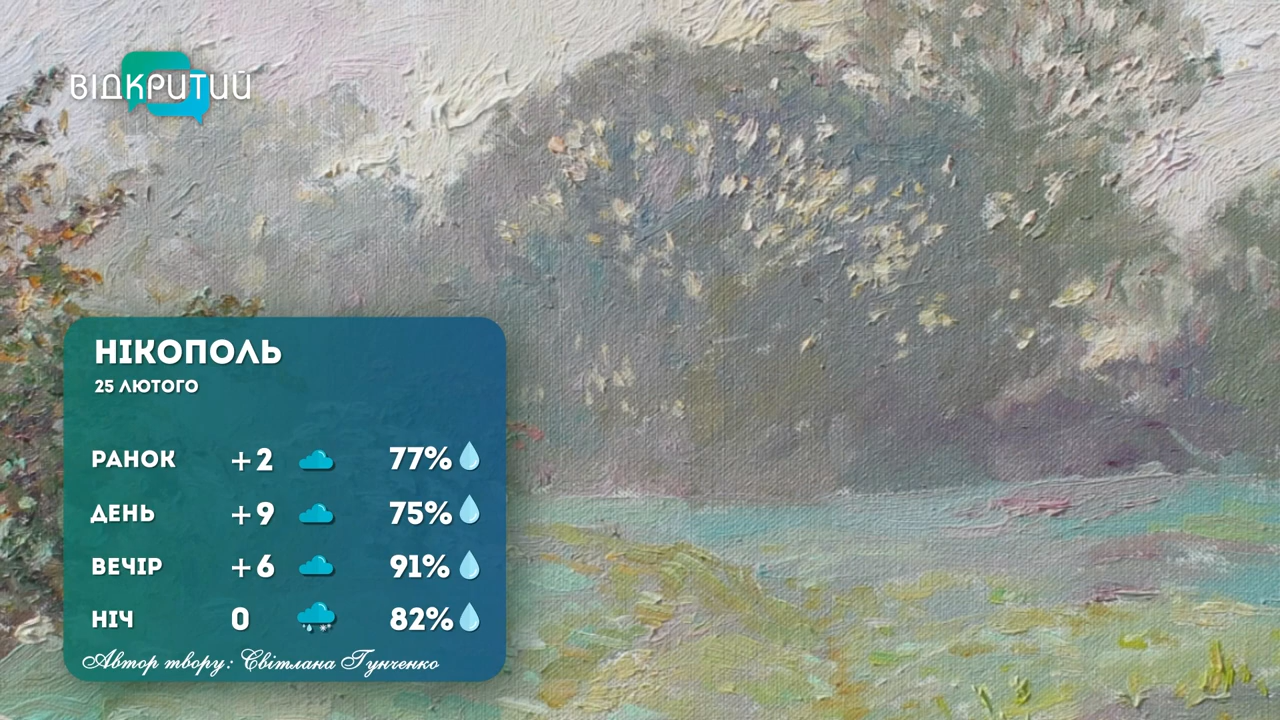 ВІДКРИТИЙ
НІКОПОЛЬ
25 ЛЮТОГО
РАНОК +2 77%
ДЕНЬ +9 75%
ВЕЧІР +6 91%
НІЧ 0 82%
Автор твору: Світлана Гунченко